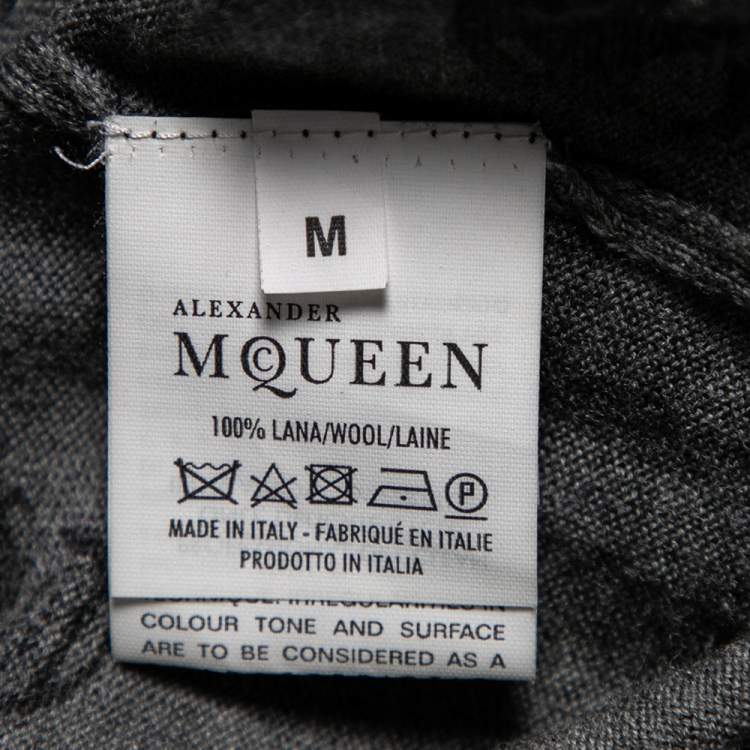 M
ALEXANDER
McQUEEN
100% LANA/WOOL/LAINE
P
MADE IN ITALY - FABRIQUÉ EN ITALIE
PRODOTTO IN ITALIA
IN
COLOUR TONE AND SURFACE
ARE TO BE CONSIDERED AS A